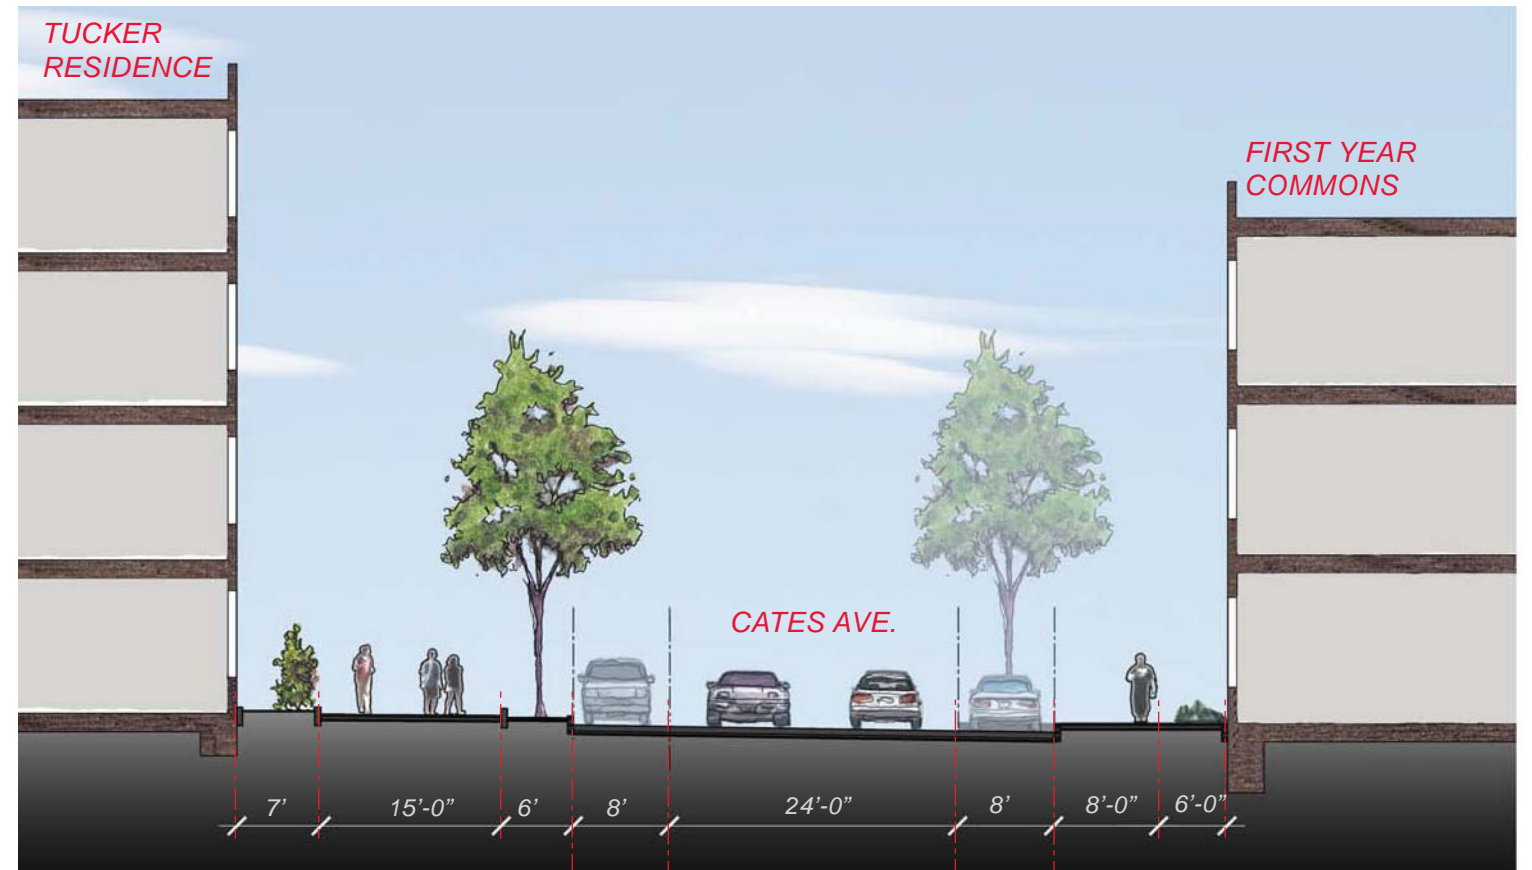 TUCKER
RESIDENCE
FIRST YEAR
COMMONS
CATES AVE.
7’ 15’-0” 6’ 8’ 24’-0” 8’ 8’-0” 6’-0”